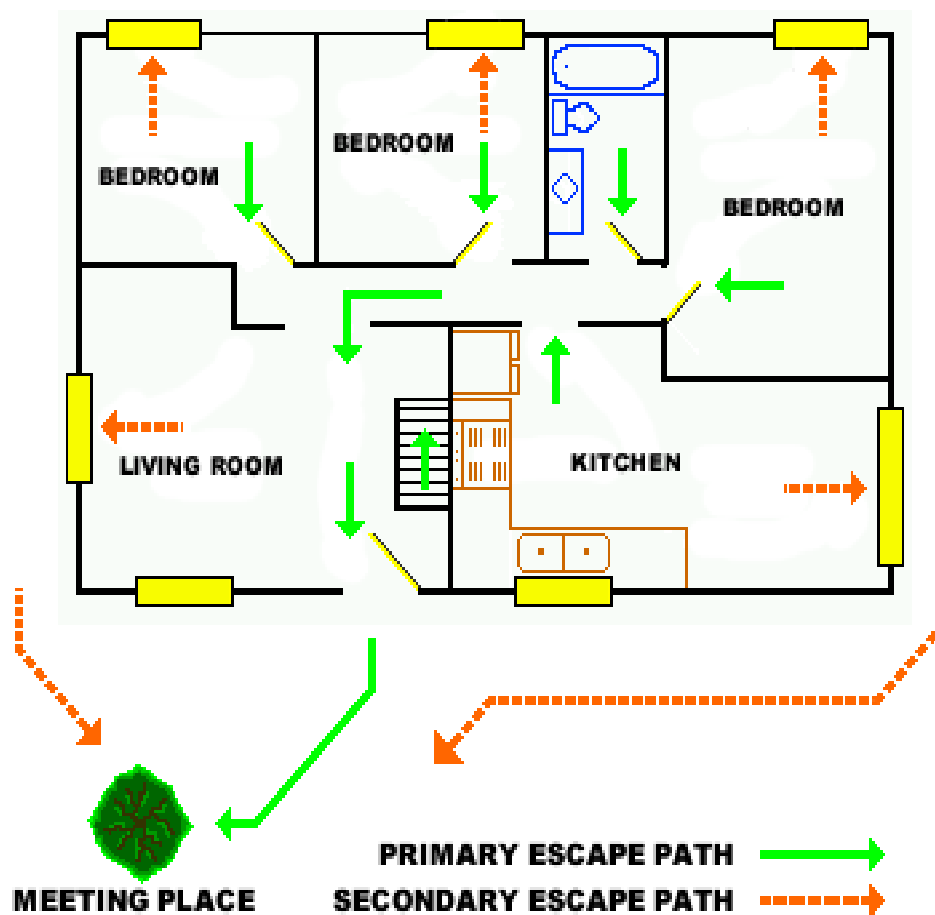 BEDROOM
BEDROOM
BEDROOM
LIVING ROOM
KITCHEN
PRIMARY ESCAPE PATH
MEETING PLACE
SECONDARY ESCAPE PATH